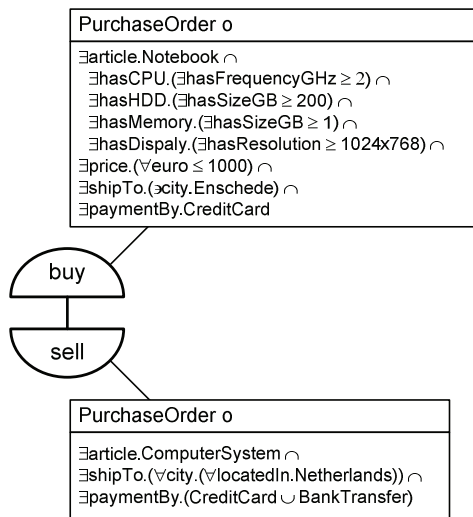 PurchaseOrder o
∃article.Notebook ∩
∃hasCPU.(∃hasFrequencyGHz ≥ 2) ∩
∃hasHDD.(∃hasSizeGB ≥ 200) ∩
∃hasMemory.(∃hasSizeGB ≥ 1) ∩
∃hasDispaly.(∃hasResolution ≥ 1024x768) ∩
∃price.(∀euro ≤ 1000) ∩
∃shipTo.(϶city.Enschede) ∩
∃paymentBy.CreditCard
buy
sell
PurchaseOrder o
∃article.ComputerSystem ∩
∃shipTo.(∀city.(∀locatedIn.Netherlands)) ∩
∃paymentBy.(CreditCard ∪ BankTransfer)